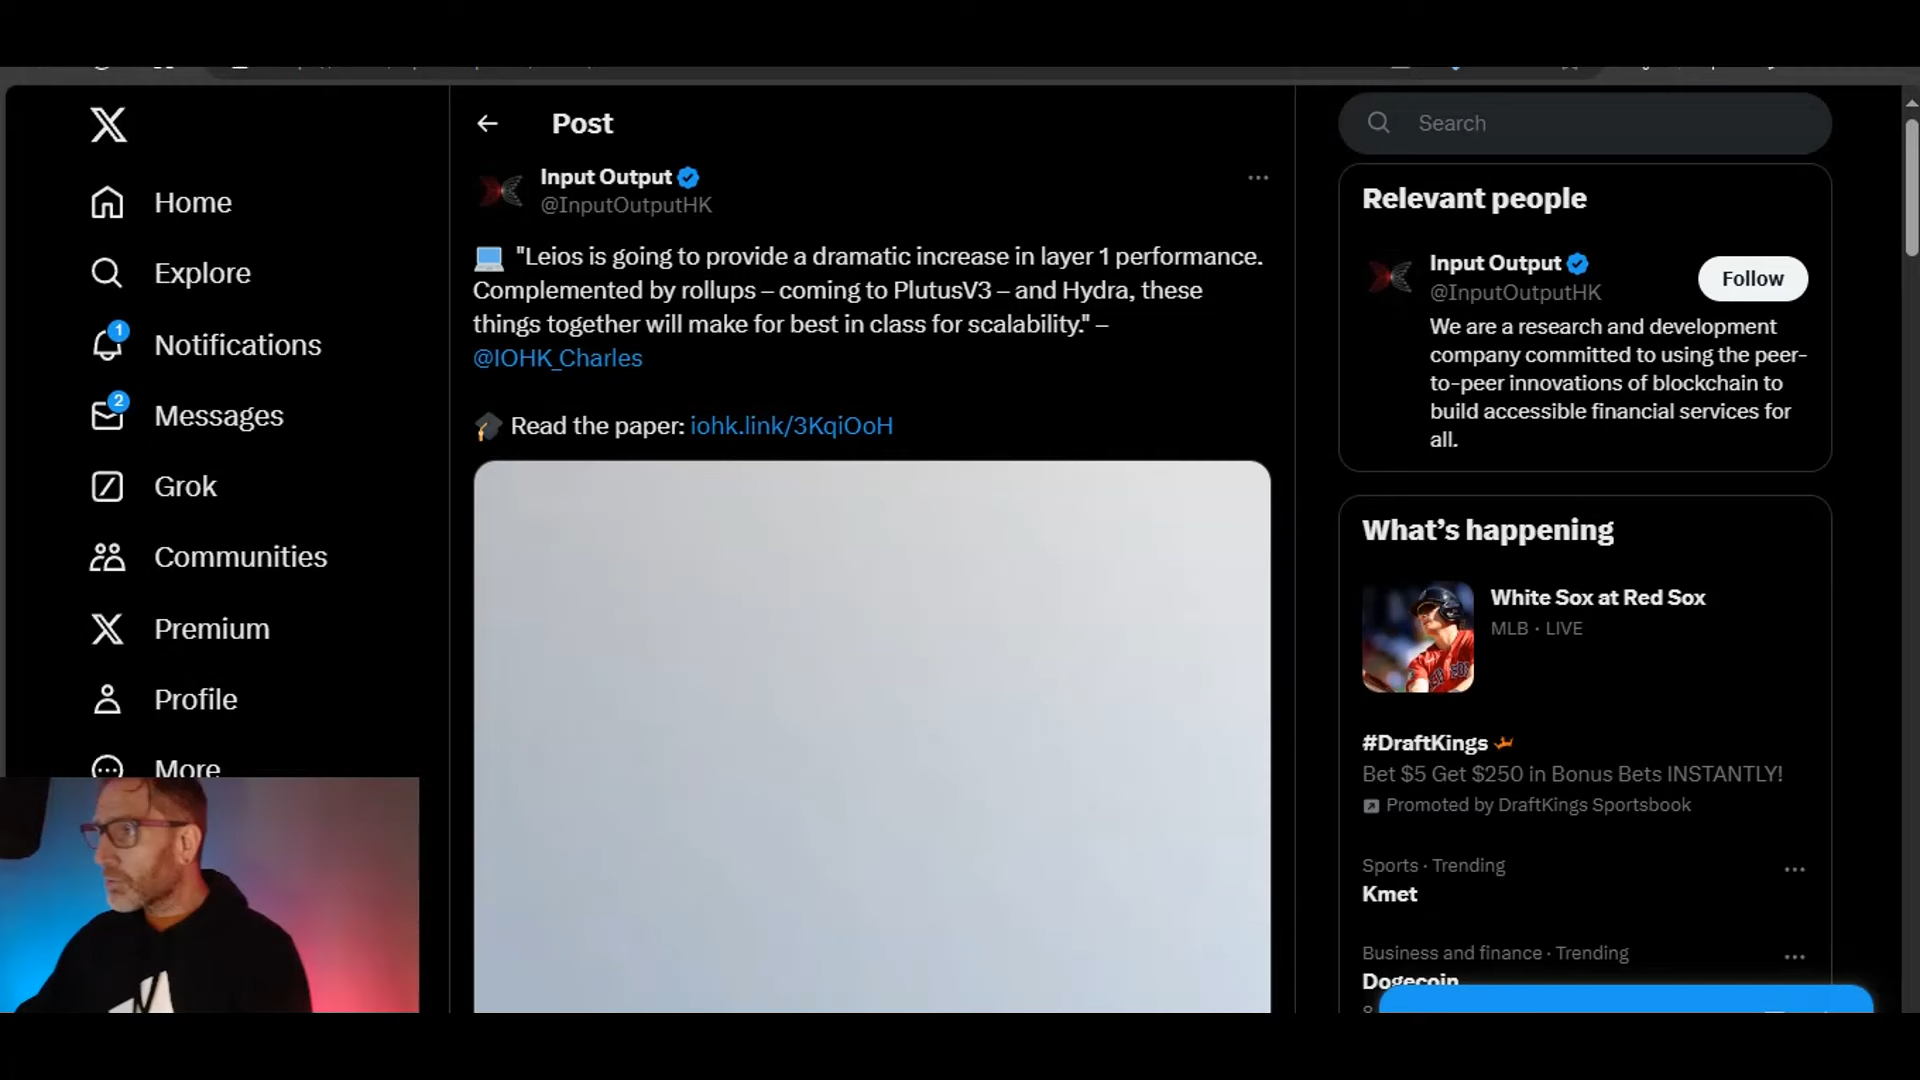 Home
Explore
1
Notifications
2
Messages
Grok
Communities
Premium
Profile
More
Post
Input Output
@InputOutputHK
"Leios is going to provide a dramatic increase in layer 1 performance.
Complemented by rollups – coming to PlutusV3 – and Hydra, these
things together will make for best in class for scalability." –
@IOHK_Charles
Read the paper: iohk.link/3KqiOoH
Search
Relevant people
Input Output
@InputOutputHK
Follow
We are a research and development
company committed to using the peer-
to-peer innovations of blockchain to
build accessible financial services for
all.
What's happening
White Sox at Red Sox
MLB · LIVE
#DraftKings
Bet $5 Get $250 in Bonus Bets INSTANTLY!
Promoted by DraftKings Sportsbook
Sports · Trending
Kmet
Business and finance · Trending
Dogecoin